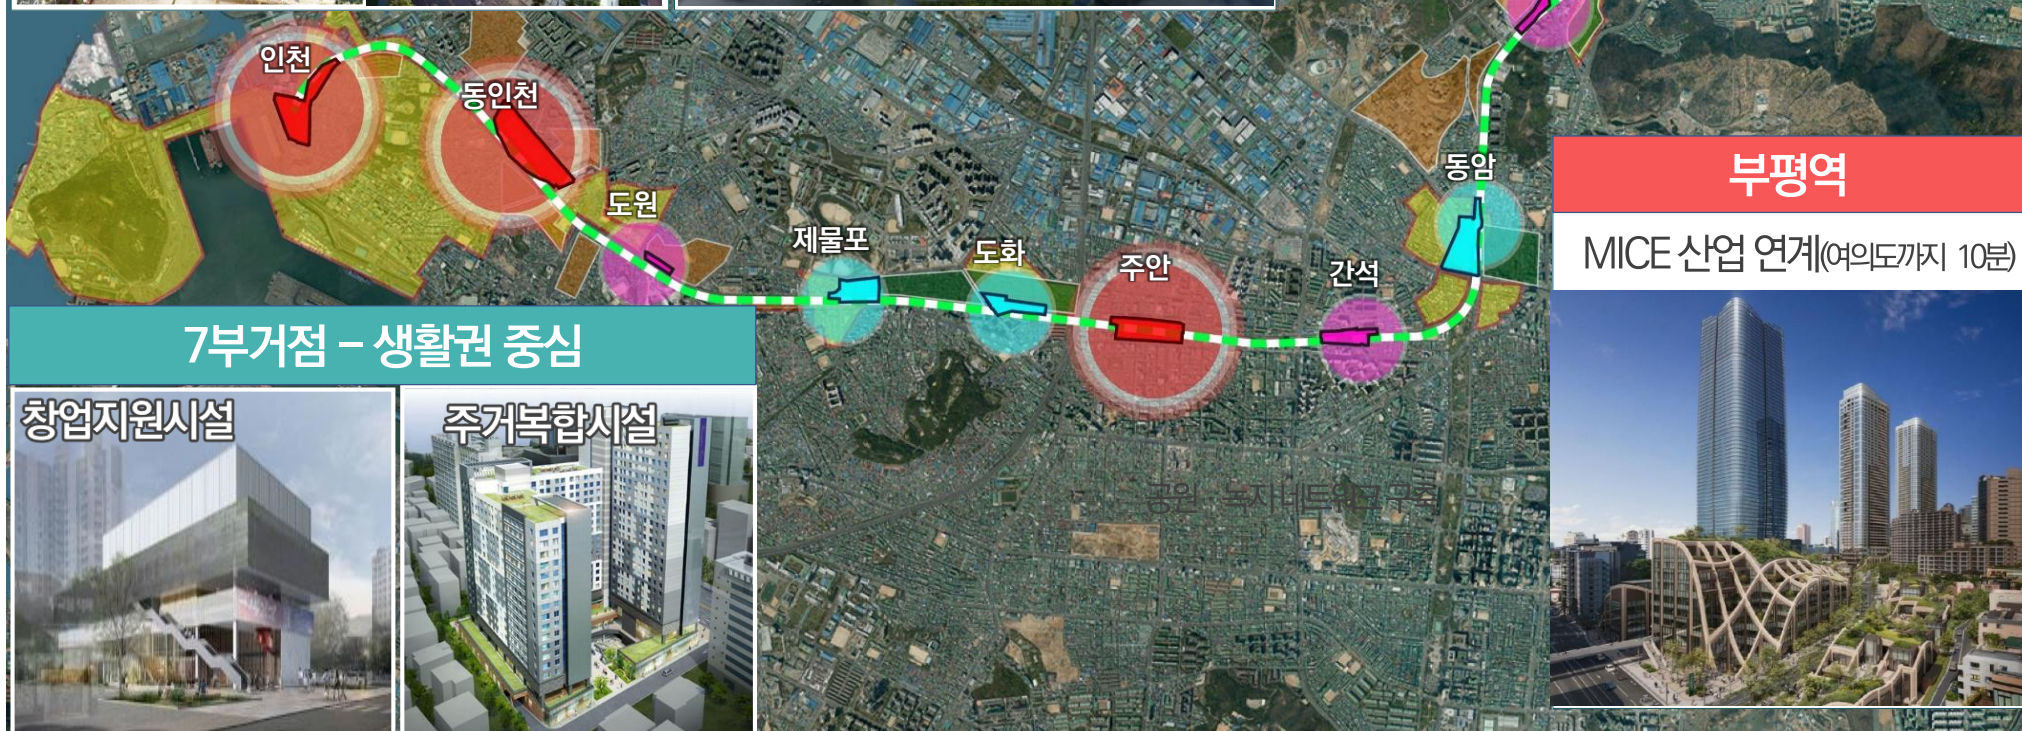 인천
동인천
도원
제물포
도화
주안
간석
동암
부평역
MICE 산업 연계(여의도까지 10분)
7부거점 – 생활권 중심
창업지원시설
주거복합시설